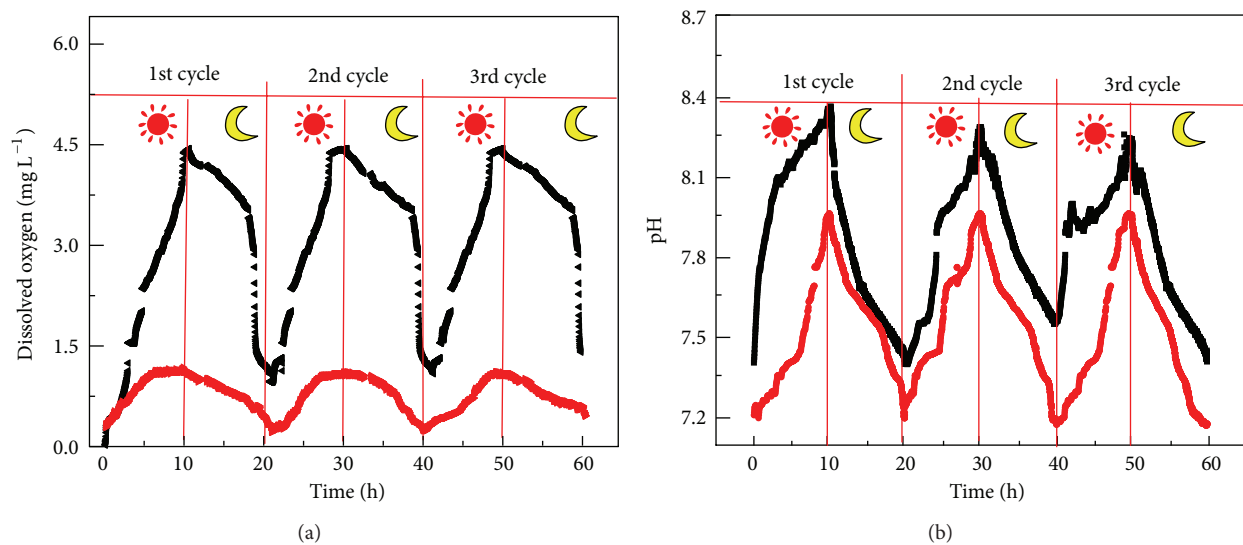 6.0
4.5
3.0
1.5
0.0
Dissolved oxygen (mg L⁻¹)
1st cycle
2nd cycle
3rd cycle
0
10
20
30
40
50
60
Time (h)
(a)
8.7
8.4
8.1
7.8
7.5
7.2
pH
1st cycle
2nd cycle
3rd cycle
0
10
20
30
40
50
60
Time (h)
(b)